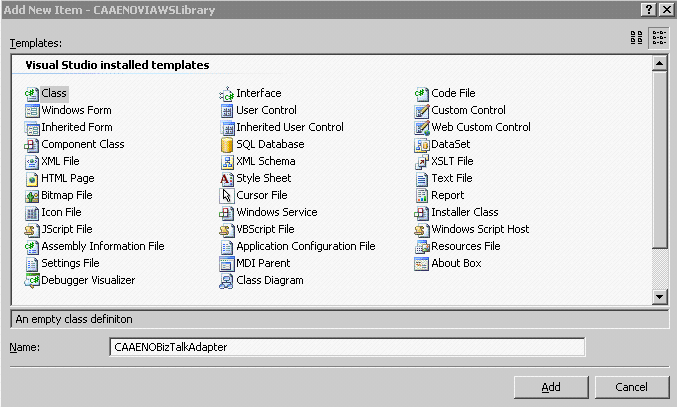 Add New Item - CAAENOVIAWSLibrary
Templates:
Visual Studio installed templates
Class Interface Code File
Windows Form User Control Custom Control
Inherited Form Inherited User Control Web Custom Control
Component Class SQL Database DataSet
XML File XML Schema XSLT File
HTML Page Style Sheet Text File
Bitmap File Cursor File Report
Icon File Windows Service Installer Class
JScript File VBScript File Windows Script Host
Assembly Information File Application Configuration File Resources File
Settings File MDI Parent About Box
Debugger Visualizer Class Diagram
An empty class definiton
Name: CAAENOBizTalkAdapter
Add Cancel